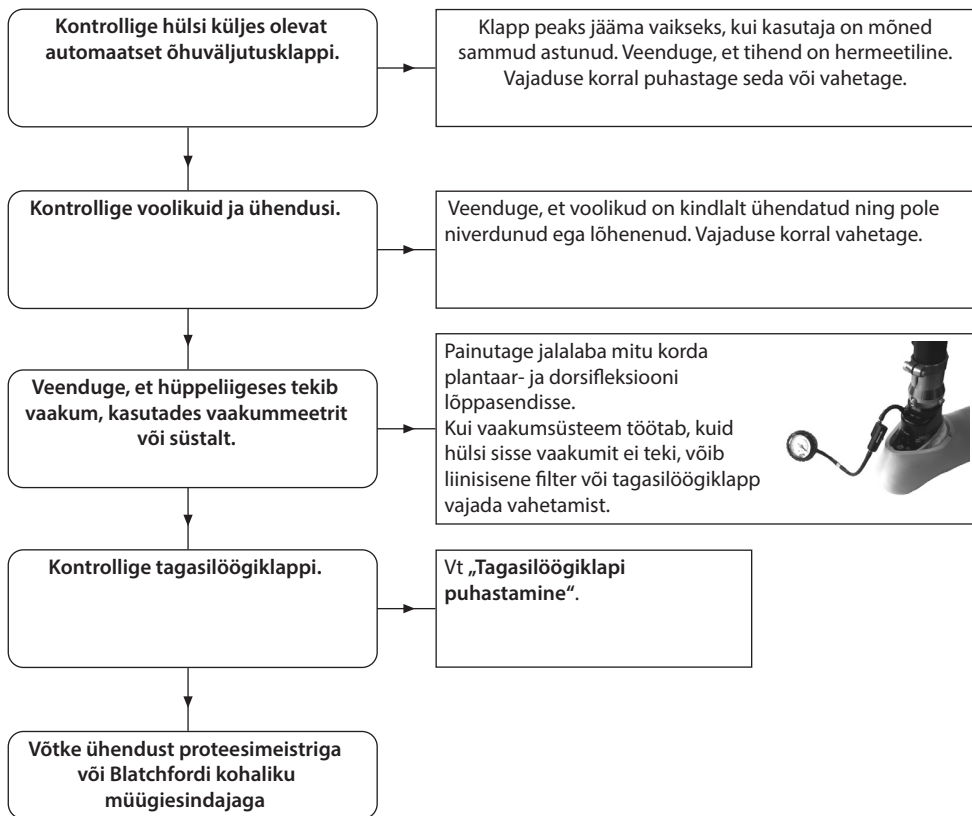 Kontrollige hülsi küljes olevat
automaatset õhuväljutusklappi.
Klapp peaks jääma vaikseks, kui kasutaja on mõned
sammud astunud. Veenduge, et tihend on hermeetiline.
Vajaduse korral puhastage seda või vahetage.
Kontrollige voolikuid ja ühendusi.
Veenduge, et voolikud on kindlalt ühendatud ning pole
niverdunud ega lõhenenud. Vajaduse korral vahetage.
Veenduge, et hüppeliigeses tekib
vaakum, kasutades vaakummeetrit
või süstalt.
Painutage jalalaba mitu korda
plantaar- ja dorsifleksiooni
lõppasendisse.
Kui vaakumsüsteem töötab, kuid
hülsi sisse vaakumit ei teki, võib
liinisisene filter või tagasilöögiklapp
vajada vahetamist.
Kontrollige tagasilöögiklappi.
Vt „Tagasilöögiklapi
puhastamine“.
Võtke ühendust proteesimeistriga
või Blatchfordi kohaliku
müügiesindajaga